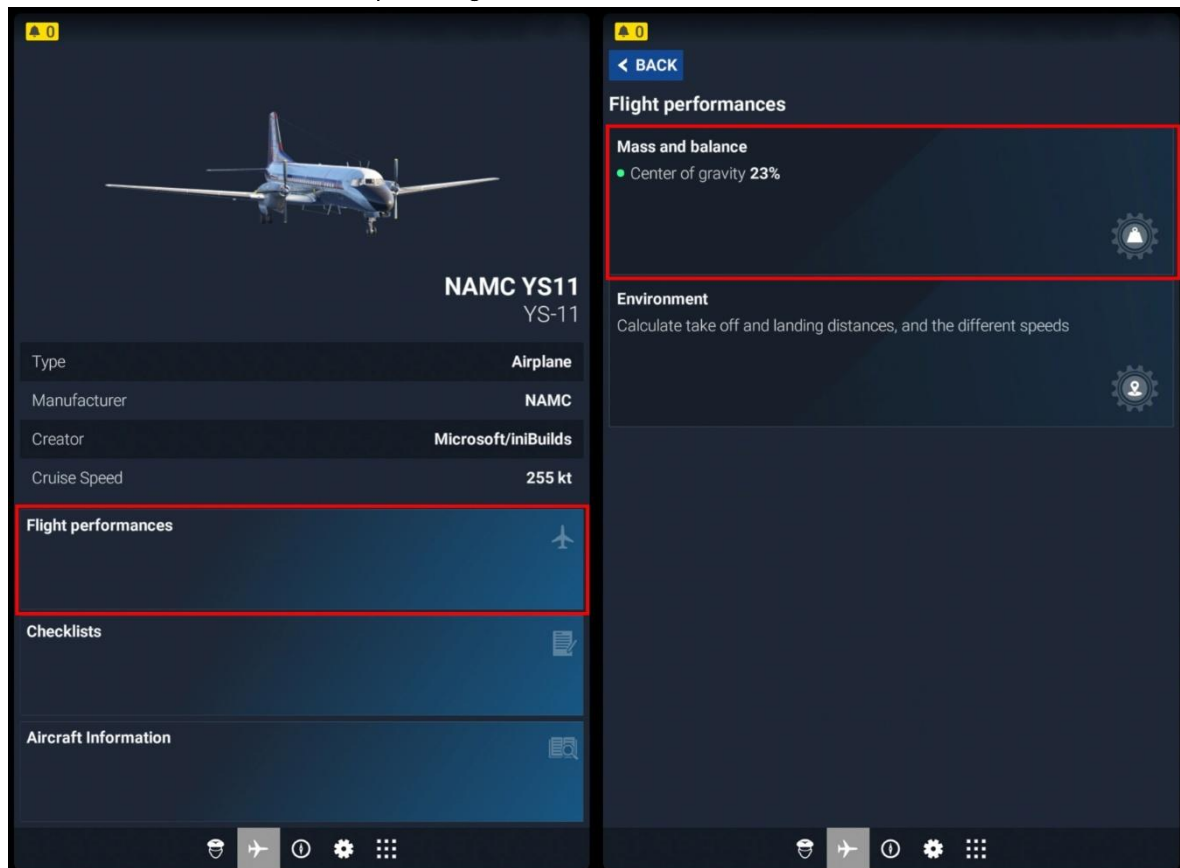 0
NAMC YS11
YS-11
Type Airplane
Manufacturer NAMC
Creator Microsoft/iniBuilds
Cruise Speed 255 kt
Flight performances
Checklists
Aircraft Information
0
< BACK
Flight performances
Mass and balance
• Center of gravity 23%
Environment
Calculate take off and landing distances, and the different speeds